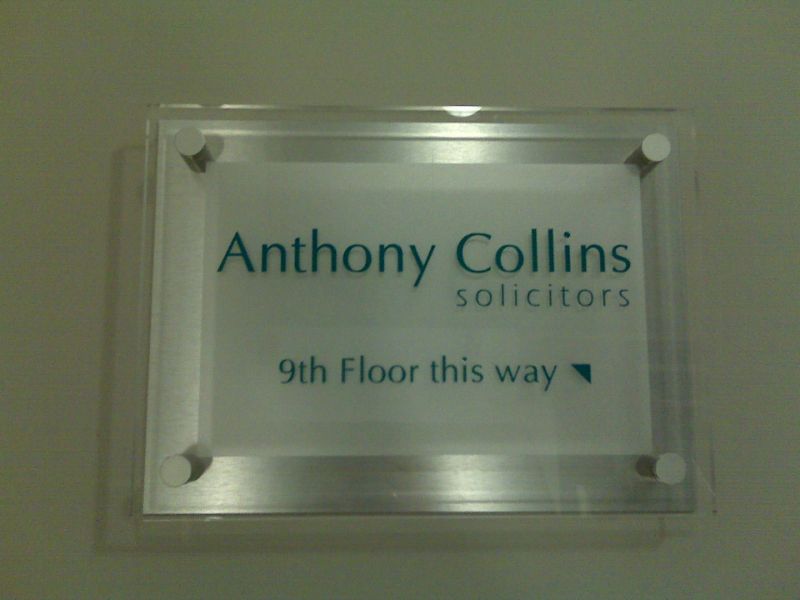 Anthony Collins
solicitors
9th Floor this way